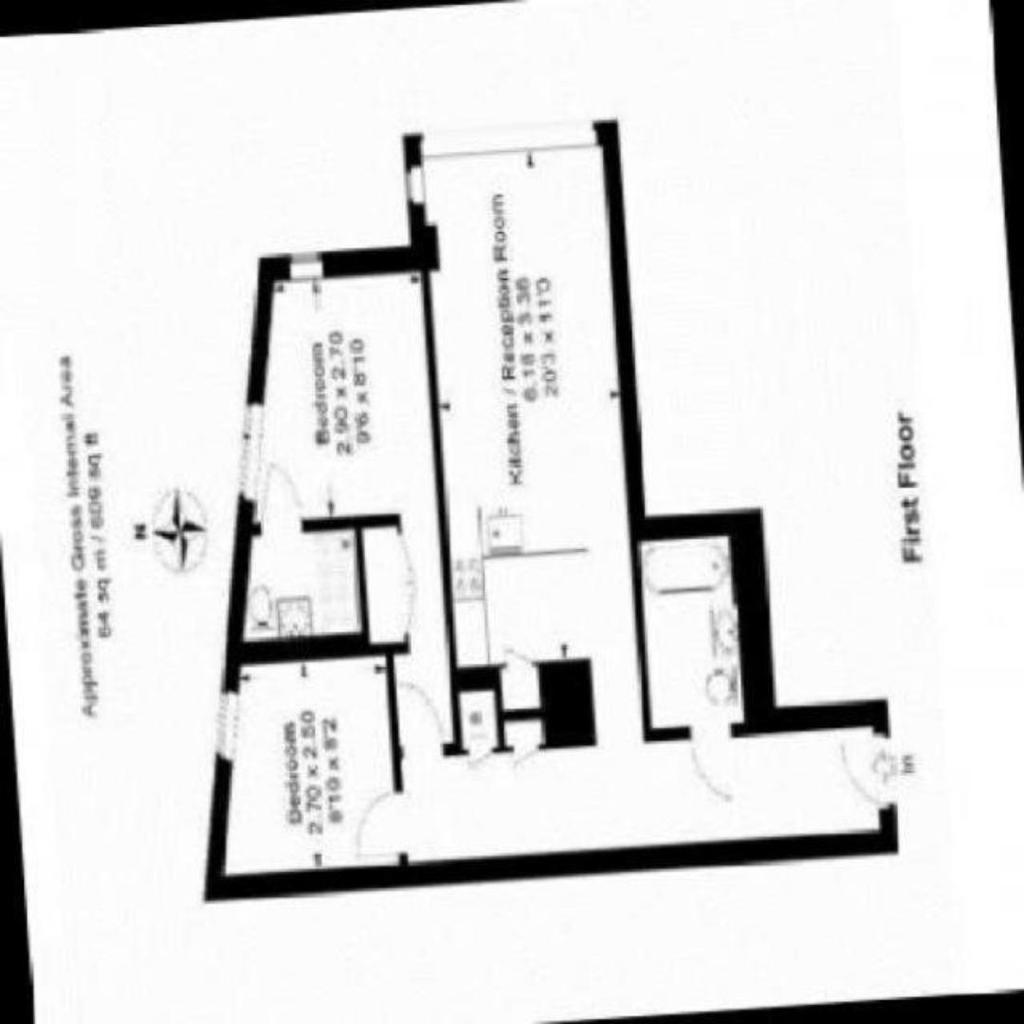 Approximate Gross Internal Area
64 sq m / 609 sq ft
N
Bedroom
2.90 x 2.70
9'6 x 8'10
Kitchen / Reception Room
6.18 x 3.36
20'3 x 11'0
Bedroom
2.70 x 2.50
8'10 x 8'2
B
In
First Floor